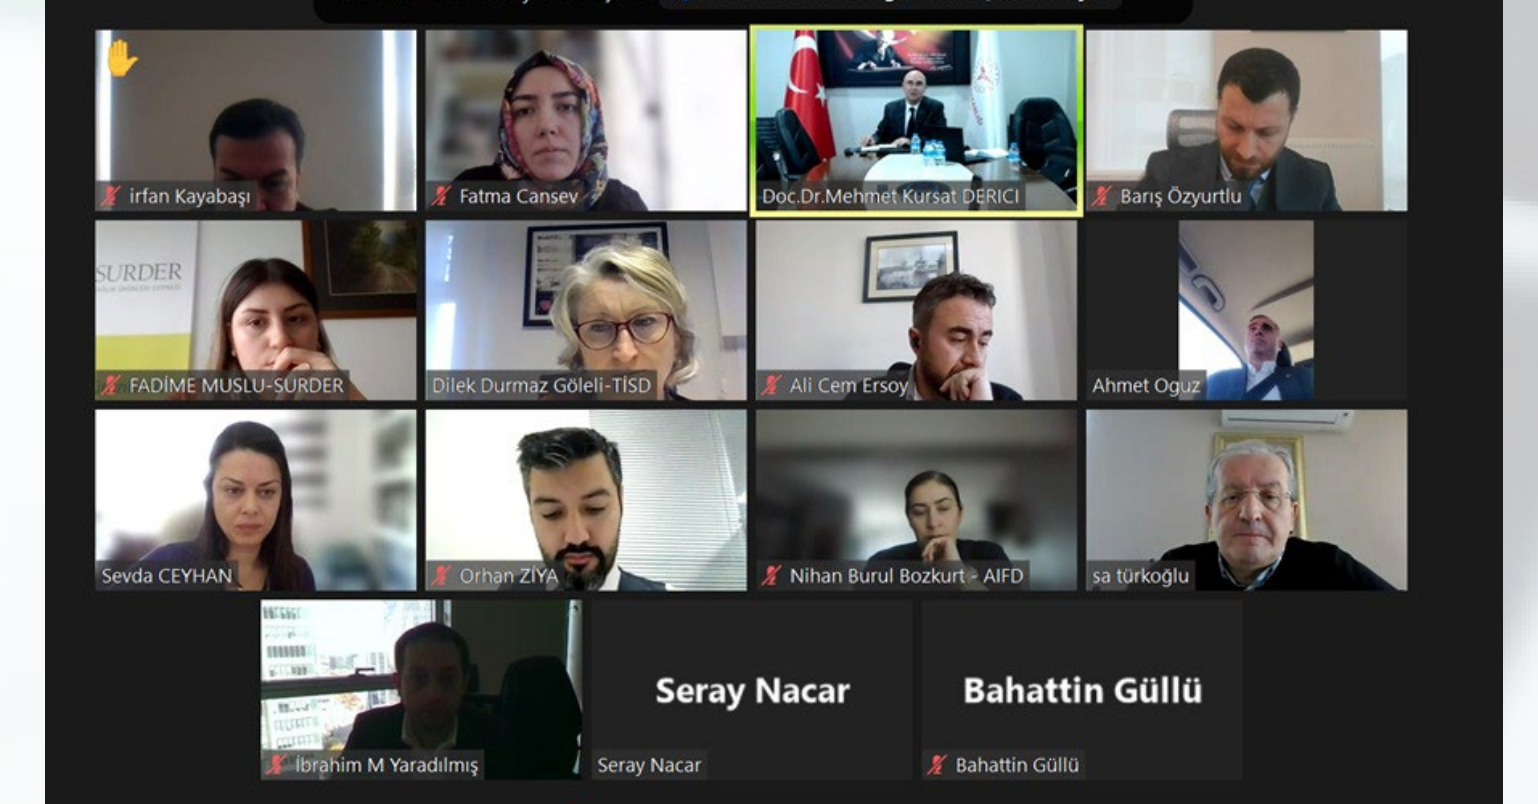 irfan Kayabaşı
Fatma Cansev
Doc.Dr.Mehmet Kursat DERICI
Barış Özyurtlu
SURDER
FADİME MUSLU-SURDER
Dilek Durmaz Göleli-TİSD
Ali Cem Ersoy
Ahmet Oguz
Sevda CEYHAN
Orhan ZİYA
Nihan Burul Bozkurt - AIFD
sa türkoğlu
İbrahim M Yaradılmış
Seray Nacar
Seray Nacar
Bahattin Güllü
Bahattin Güllü